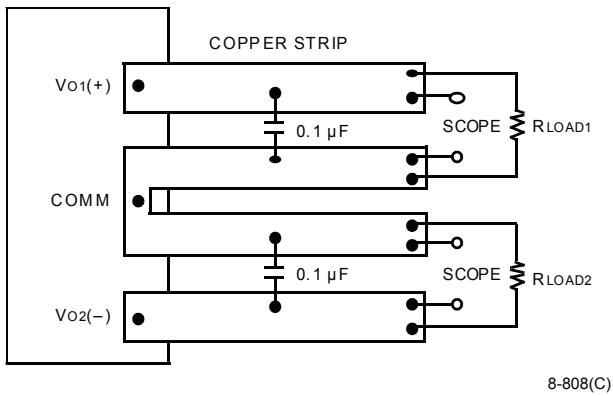 COPPER STRIP
VO1(+)
SCOPE
RLOAD1
0.1 µF
COMM
0.1 µF
SCOPE
RLOAD2
VO2(–)
8-808(C)